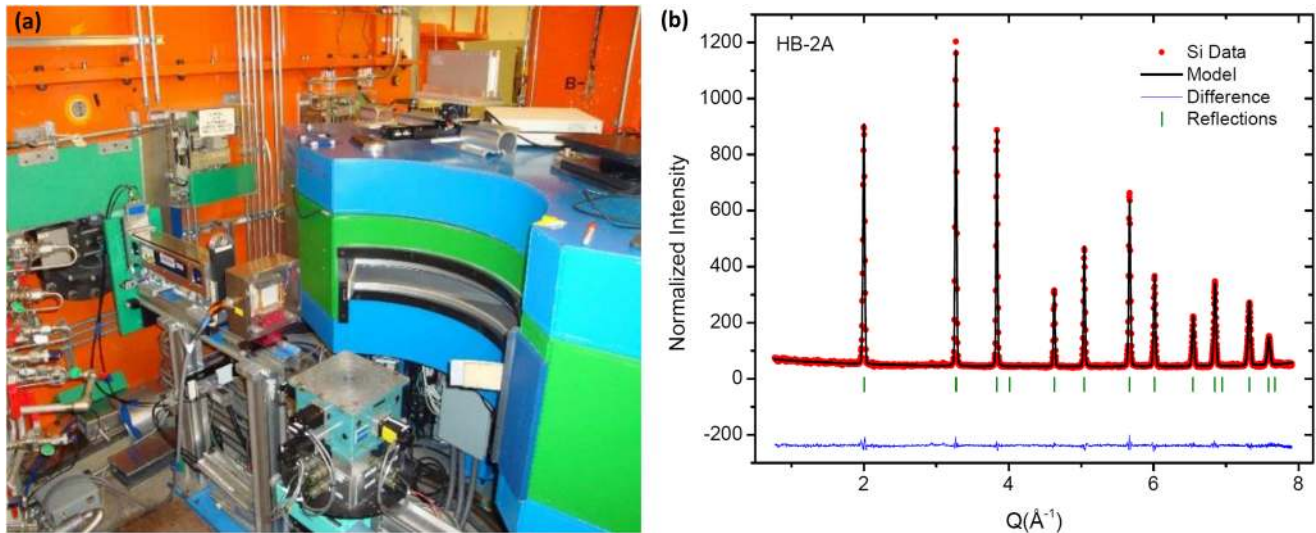 (a)
B-
(b)
HB-2A
Si Data
Model
Difference
Reflections
Normalized Intensity
1200
1000
800
600
400
200
0
-200
2
4
6
8
Q(Å⁻¹)